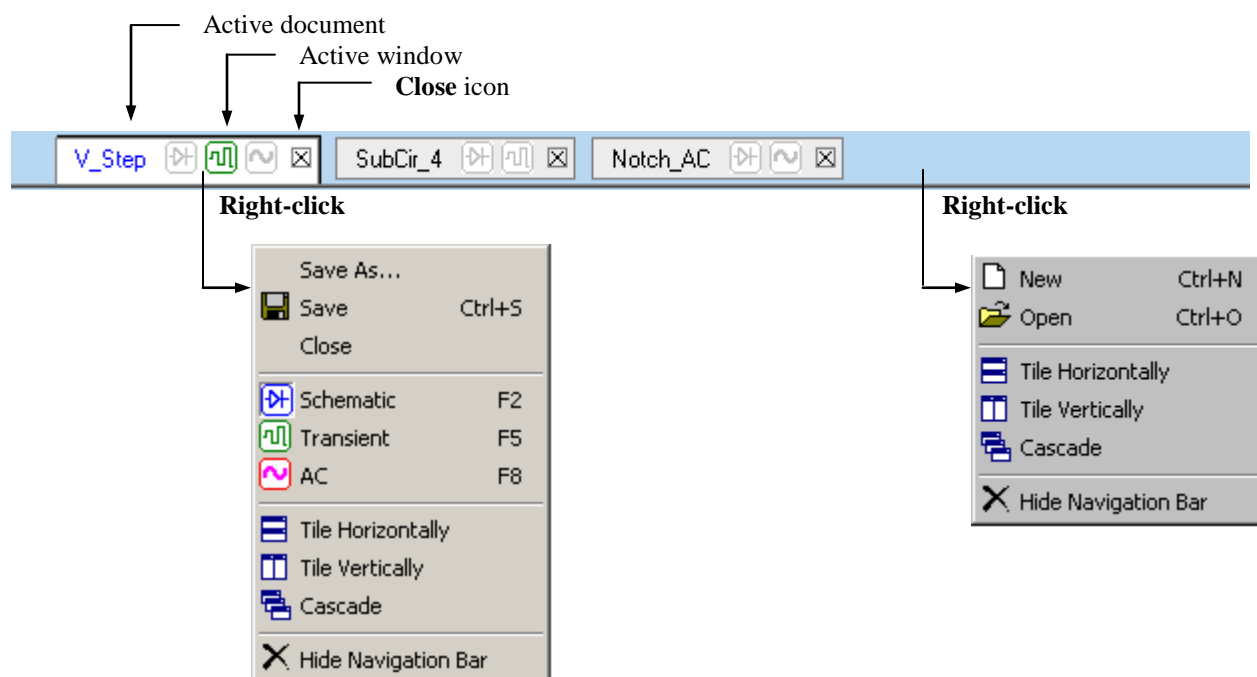 Active document
Active window
Close icon
V_Step SubCir_4 Notch_AC
Right-click Right-click
Save As...
Save Ctrl+S
Close
Schematic F2
Transient F5
AC F8
Tile Horizontally
Tile Vertically
Cascade
Hide Navigation Bar
New Ctrl+N
Open Ctrl+O
Tile Horizontally
Tile Vertically
Cascade
Hide Navigation Bar